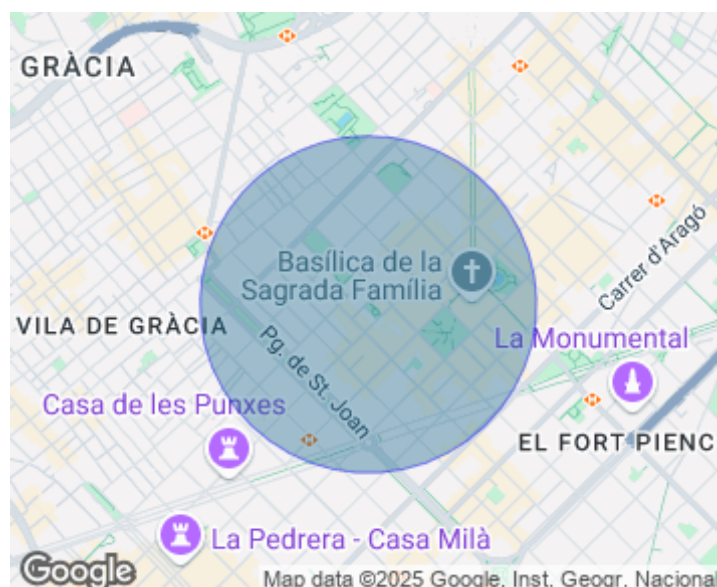 GRÀCIA
Basílica de la
Sagrada Família
Carrer d'Aragó
VILA DE GRÀCIA
Pg. de St. Joan
La Monumental
Casa de les Punxes
EL FORT PIENC
La Pedrera - Casa Milà
Google
Map data ©2025 Google, Inst. Geogr. Nacional